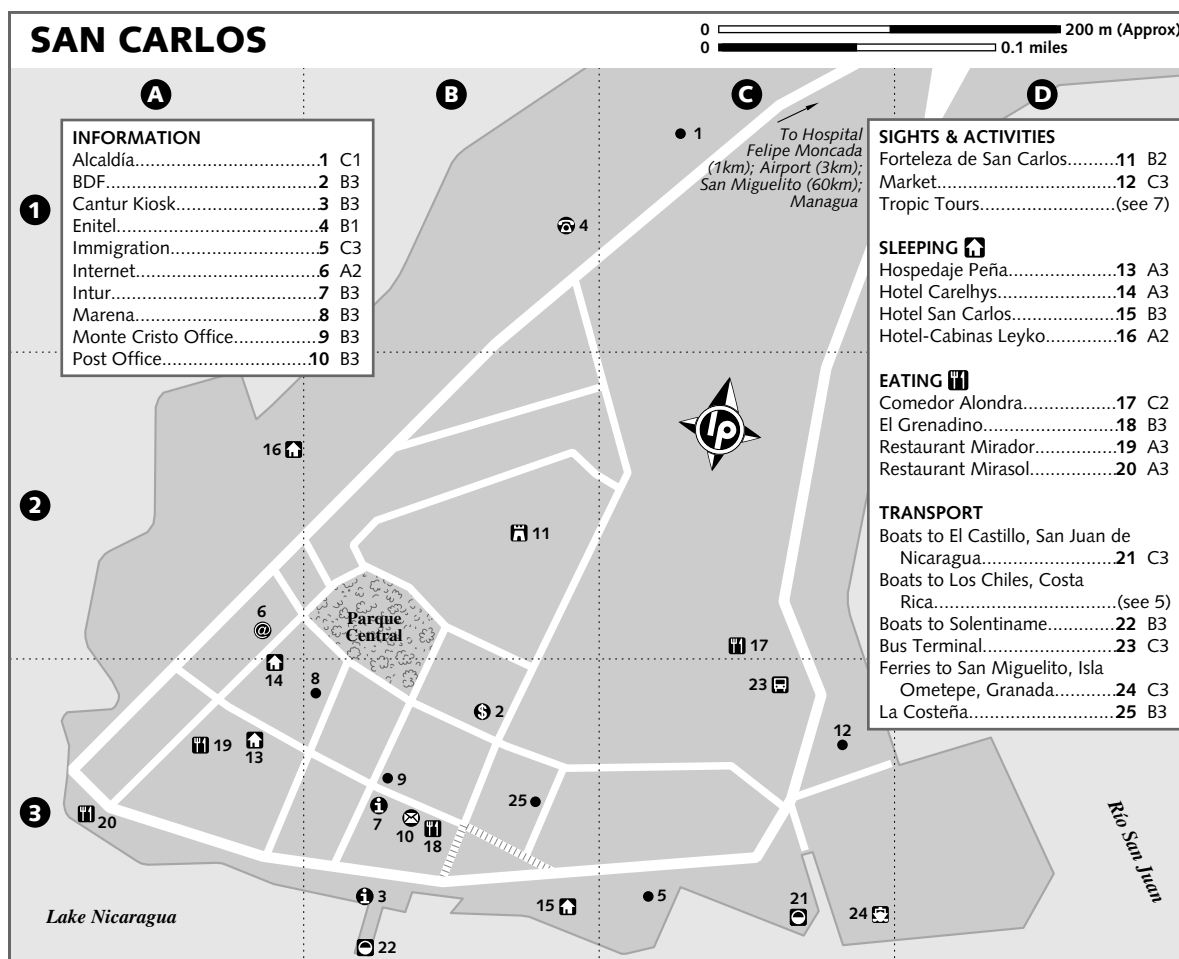 SAN CARLOS
0 200 m (Approx)
0 0.1 miles
A B C D
INFORMATION
Alcaldía...............................1 C1
BDF.....................................2 B3
Cantur Kiosk........................3 B3
Enitel...................................4 B1
Immigration.........................5 C3
Internet................................6 A2
Intur.....................................7 B3
Marena................................8 B3
Monte Cristo Office..............9 B3
Post Office.........................10 B3
SIGHTS & ACTIVITIES
Forteleza de San Carlos........11 B2
Market................................12 C3
Tropic Tours......................(see 7)
SLEEPING
Hospedaje Peña...................13 A3
Hotel Carelhys.....................14 A3
Hotel San Carlos..................15 B3
Hotel-Cabinas Leyko............16 A2
EATING
Comedor Alondra.................17 C2
El Grenadino........................18 B3
Restaurant Mirador..............19 A3
Restaurant Mirasol...............20 A3
TRANSPORT
Boats to El Castillo, San Juan de
Nicaragua.........................21 C3
Boats to Los Chiles, Costa
Rica................................(see 5)
Boats to Solentiname...........22 B3
Bus Terminal.......................23 C3
Ferries to San Miguelito, Isla
Ometepe, Granada............24 C3
La Costeña..........................25 B3
1
To Hospital
Felipe Moncada
(1km); Airport (3km);
San Miguelito (60km);
Managua
1
4
lp
16
2
11
6
@
Parque
Central
17
14
8
23
$ 2
12
19
13
9
25
3
20
i
7
10
18
i 3
15
5
21
24
22
Lake Nicaragua
Río San Juan